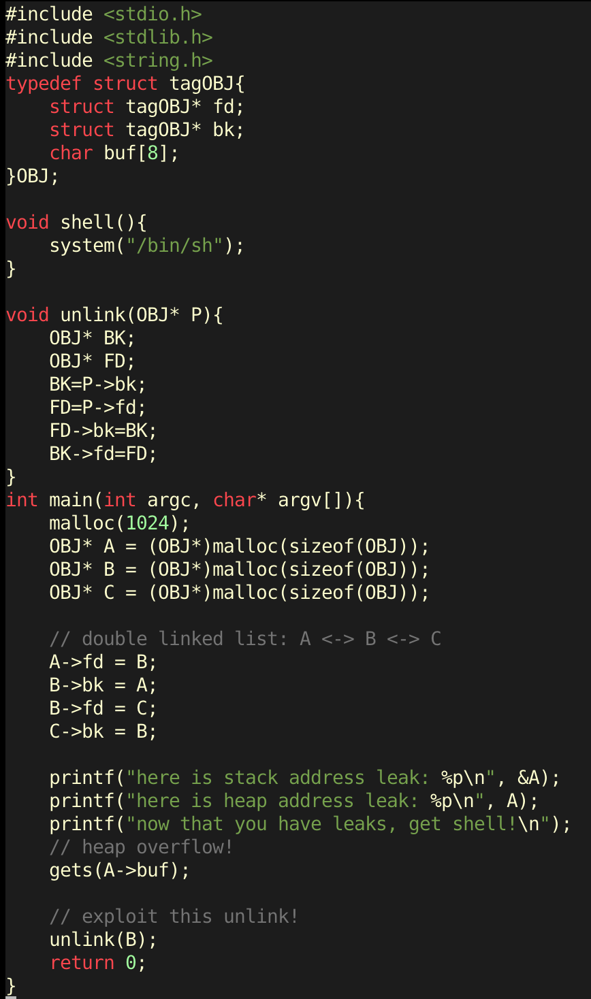 #include <stdio.h>
#include <stdlib.h>
#include <string.h>
typedef struct tagOBJ{
    struct tagOBJ* fd;
    struct tagOBJ* bk;
    char buf[8];
}OBJ;

void shell(){
    system("/bin/sh");
}

void unlink(OBJ* P){
    OBJ* BK;
    OBJ* FD;
    BK=P->bk;
    FD=P->fd;
    FD->bk=BK;
    BK->fd=FD;
}
int main(int argc, char* argv[]){
    malloc(1024);
    OBJ* A = (OBJ*)malloc(sizeof(OBJ));
    OBJ* B = (OBJ*)malloc(sizeof(OBJ));
    OBJ* C = (OBJ*)malloc(sizeof(OBJ));

    // double linked list: A <-> B <-> C
    A->fd = B;
    B->bk = A;
    B->fd = C;
    C->bk = B;

    printf("here is stack address leak: %p\n", &A);
    printf("here is heap address leak: %p\n", A);
    printf("now that you have leaks, get shell!\n");
    // heap overflow!
    gets(A->buf);

    // exploit this unlink!
    unlink(B);
    return 0;
}